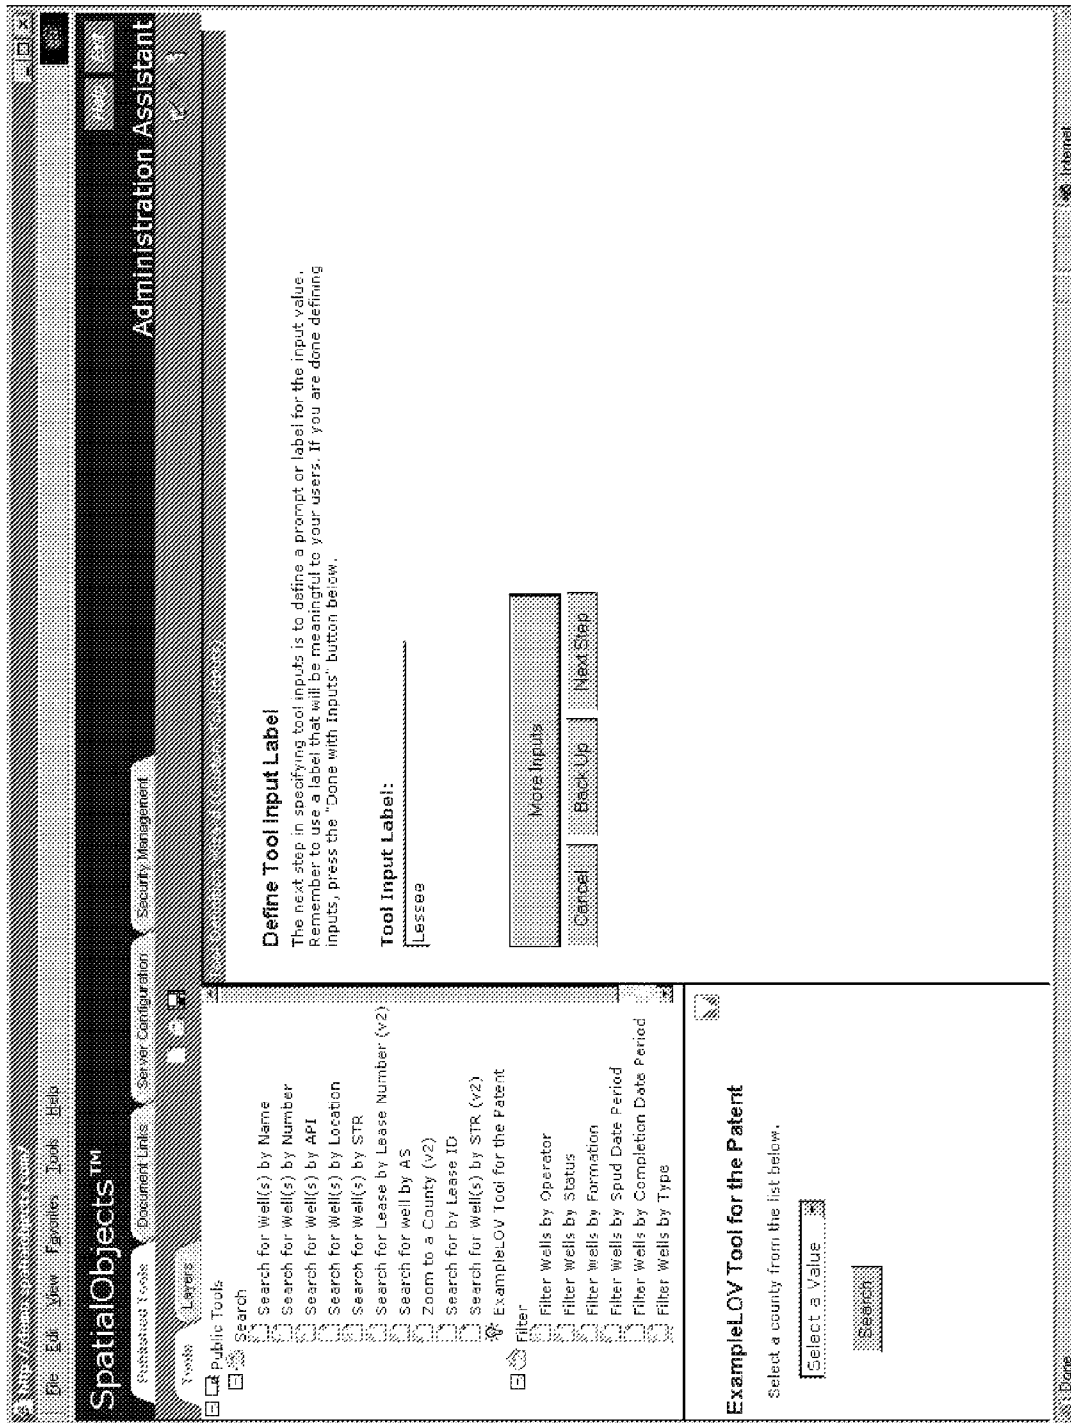 File Edit View Favorites Tools Help
SpatialObjects™
Help Exit
Administration Assistant
Published Tools Document Links Server Configuration Security Management
Tools Layers
Public Tools
Search
Search for Well(s) by Name
Search for Well(s) by Number
Search for Well(s) by API
Search for Well(s) by Location
Search for Well(s) by STR
Search for Lease by Lease Number (v2)
Search for well by AS
Zoom to a County (v2)
Search by Lease ID
Search for Well(s) by STR (v2)
ExampleLOV Tool for the Patent
Filter
Filter Wells by Operator
Filter Wells by Status
Filter Wells by Formation
Filter Wells by Spud Date Period
Filter Wells by Completion Date Period
Filter Wells by Type
ExampleLOV Tool for the Patent
Select a county from the list below.
Select a Value
Search
Define Tool Input Label
The next step in specifying tool inputs is to define a prompt or label for the input value.
Remember to use a label that will be meaningful to your users. If you are done defining
inputs, press the "Done with Inputs" button below.
Tool Input Label:
Lessee
More Inputs
Cancel Back Up Next Step
Done
Internet